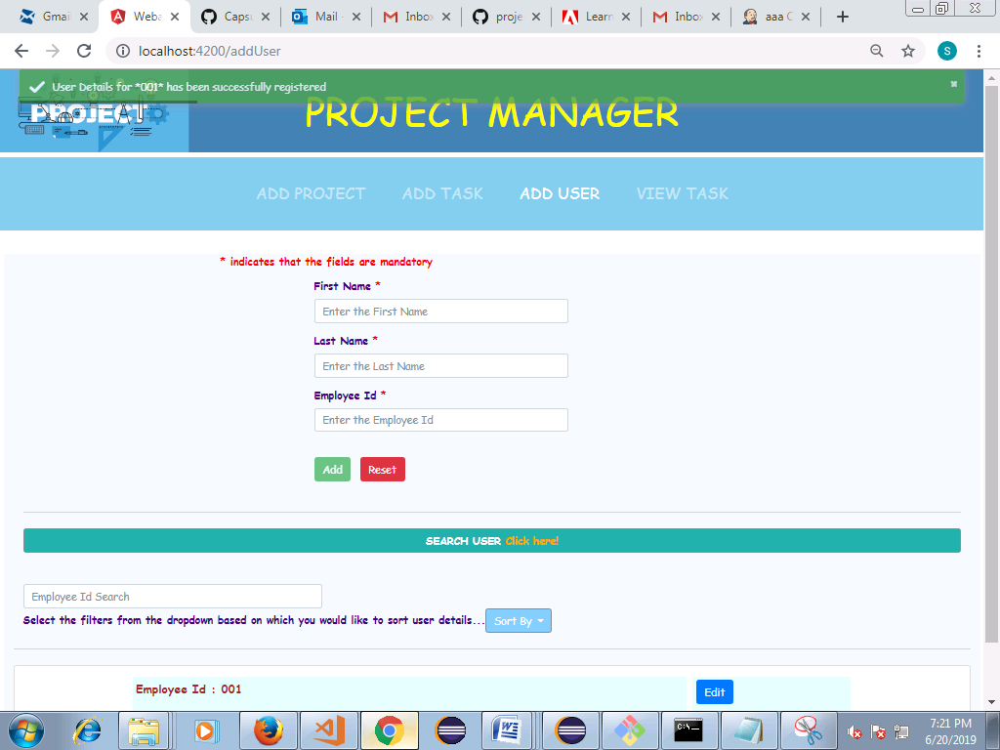 Gmai
Weba
Capsu
Mail -
Inbox
proje
Learn
Inbox
aaa C
localhost:4200/addUser
S
User Details for *001* has been successfully registered
PROJECT
PROJECT MANAGER
ADD PROJECT
ADD TASK
ADD USER
VIEW TASK
* indicates that the fields are mandatory
First Name *
Enter the First Name
Last Name *
Enter the Last Name
Employee Id *
Enter the Employee Id
Add
Reset
SEARCH USER Click here!
Employee Id Search
Select the filters from the dropdown based on which you would like to sort user details...
Sort By
Employee Id : 001
Edit
7:21 PM
6/20/2019